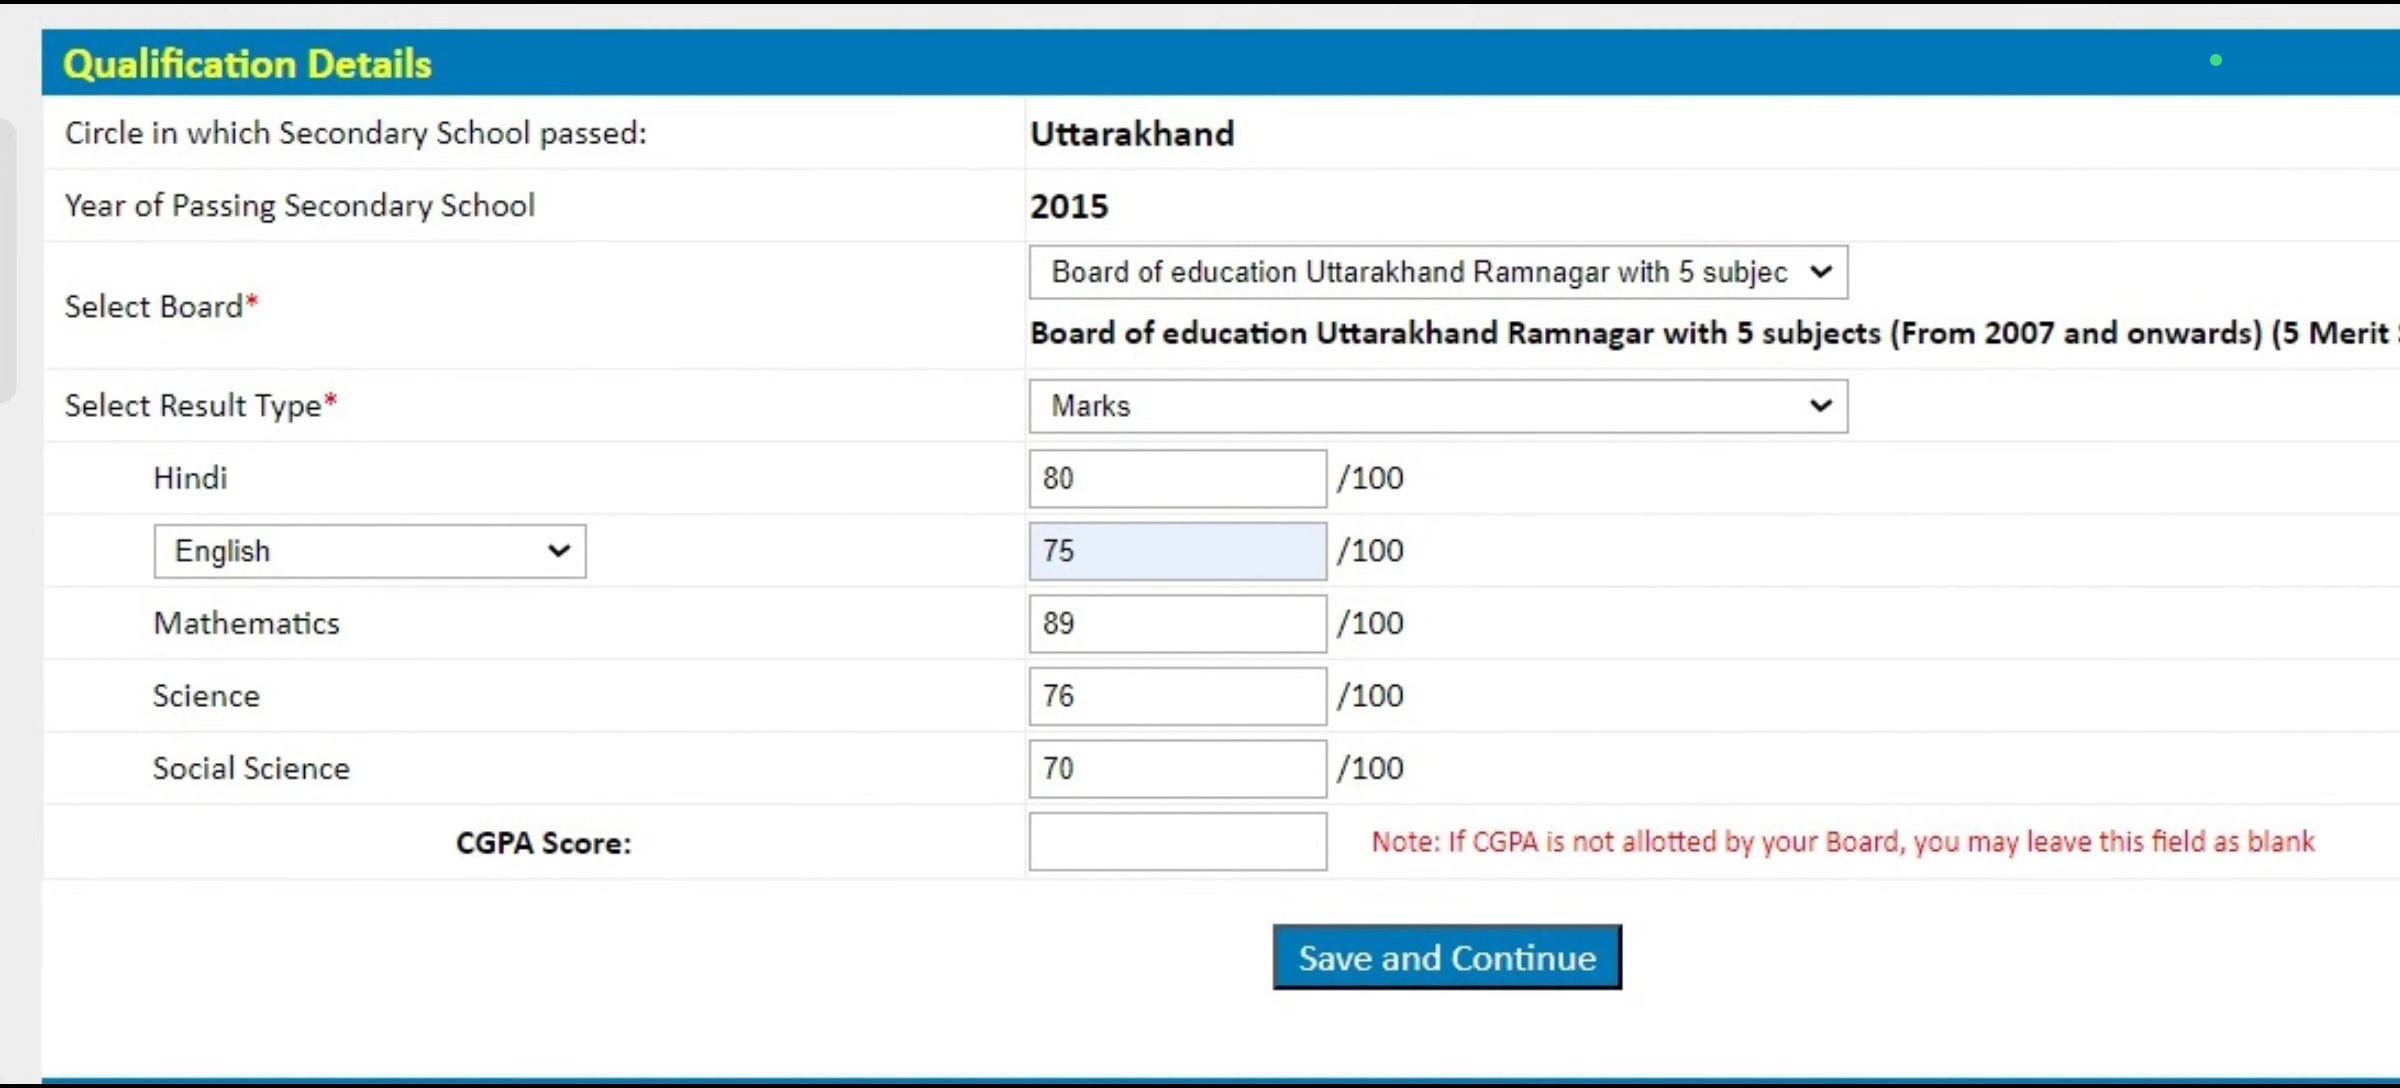 Qualification Details
Circle in which Secondary School passed: Uttarakhand
Year of Passing Secondary School 2015
Select Board* Board of education Uttarakhand Ramnagar with 5 subjec
Board of education Uttarakhand Ramnagar with 5 subjects (From 2007 and onwards) (5 Merit
Select Result Type* Marks
Hindi 80 /100
English 75 /100
Mathematics 89 /100
Science 76 /100
Social Science 70 /100
CGPA Score: Note: If CGPA is not allotted by your Board, you may leave this field as blank
Save and Continue